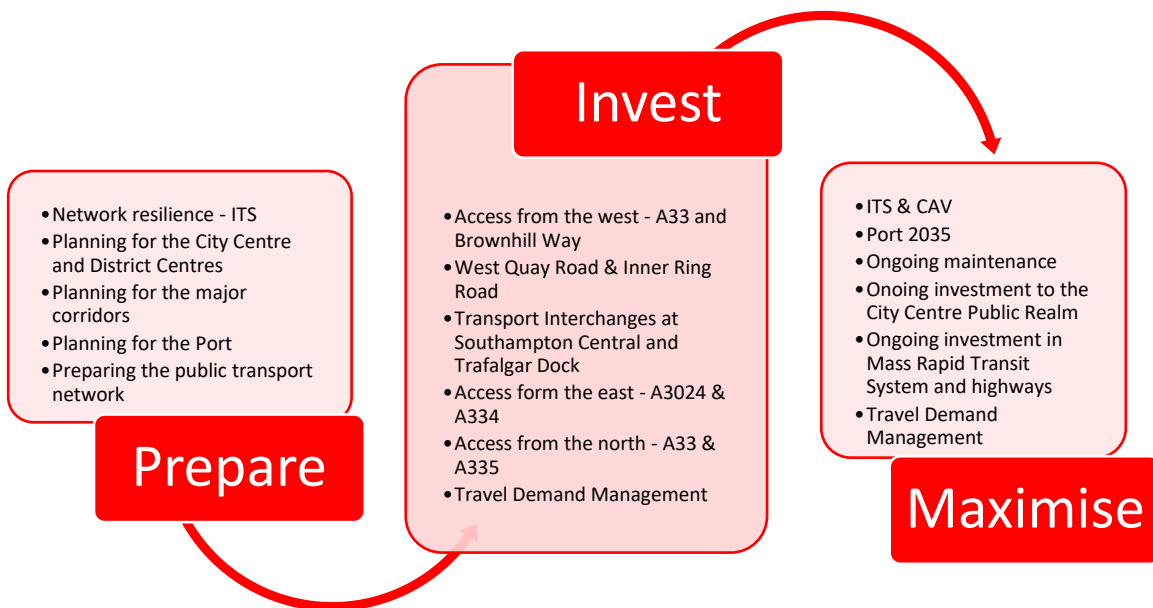 •Network resilience - ITS
•Planning for the City Centre
and District Centres
•Planning for the major
corridors
•Planning for the Port
•Preparing the public transport
network
Prepare
Invest
•Access from the west - A33 and
Brownhill Way
•West Quay Road & Inner Ring
Road
•Transport Interchanges at
Southampton Central and
Trafalgar Dock
•Access form the east - A3024 &
A334
•Access from the north - A33 &
A335
•Travel Demand Management
•ITS & CAV
•Port 2035
•Ongoing maintenance
•Onoing investment to the
City Centre Public Realm
•Ongoing investment in
Mass Rapid Transit
System and highways
•Travel Demand
Management
Maximise